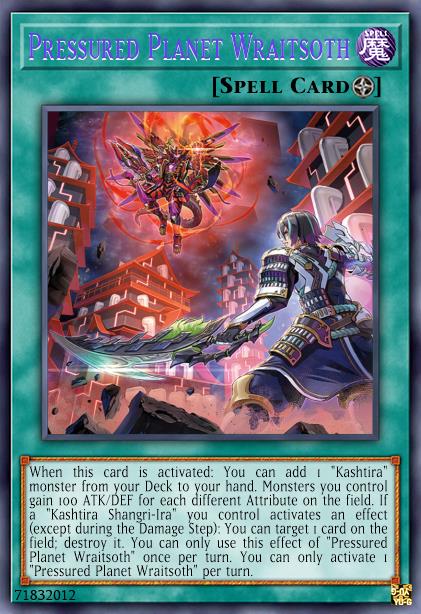 PRESSURED PLANET WRAITSOTH
SPELL
魔
[SPELL CARD]
When this card is activated: You can add 1 "Kashtira"
monster from your Deck to your hand. Monsters you control
gain 100 ATK/DEF for each different Attribute on the field. If
a "Kashtira Shangri-Ira" you control activates an effect
(except during the Damage Step): You can target 1 card on the
field; destroy it. You can only use this effect of "Pressured
Planet Wraitsoth" once per turn. You can only activate 1
"Pressured Planet Wraitsoth" per turn.
71832012